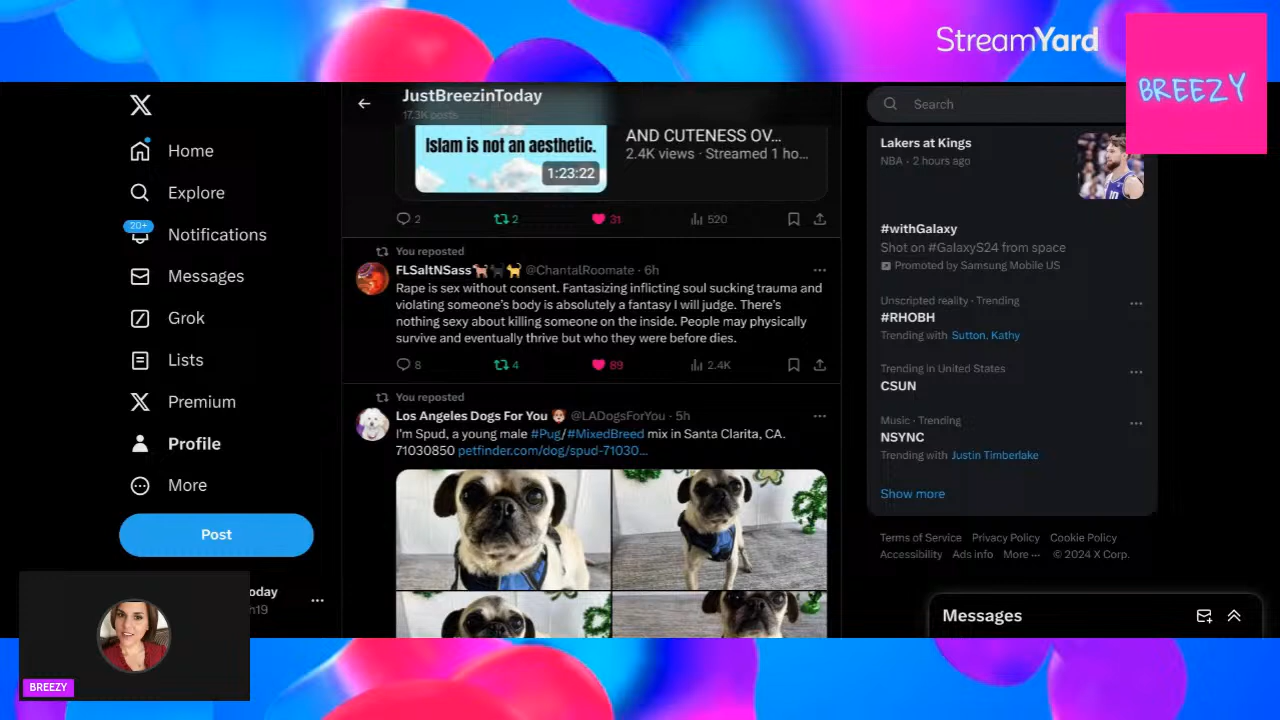 StreamYard
BREEZY
Home
Explore
20+
Notifications
Messages
Grok
Lists
Premium
Profile
More
Post
oday
n19
BREEZY
JustBreezinToday
17.3K posts
Islam is not an aesthetic.
1:23:22
AND CUTENESS OV...
2.4K views · Streamed 1 ho...
2 2 31 520
You reposted
FLSaltNSass @ChantalRoomate · 6h
Rape is sex without consent. Fantasizing inflicting soul sucking trauma and
violating someone's body is absolutely a fantasy I will judge. There's
nothing sexy about killing someone on the inside. People may physically
survive and eventually thrive but who they were before dies.
8 4 89 2.4K
You reposted
Los Angeles Dogs For You @LADogsForYou · 5h
I'm Spud, a young male #Pug/#MixedBreed mix in Santa Clarita, CA.
71030850 petfinder.com/dog/spud-71030...
Search
Lakers at Kings
NBA · 2 hours ago
#withGalaxy
Shot on #GalaxyS24 from space
Promoted by Samsung Mobile US
Unscripted reality · Trending
#RHOBH
Trending with Sutton, Kathy
Trending in United States
CSUN
Music · Trending
NSYNC
Trending with Justin Timberlake
Show more
Terms of Service Privacy Policy Cookie Policy
Accessibility Ads info More ··· © 2024 X Corp.
Messages